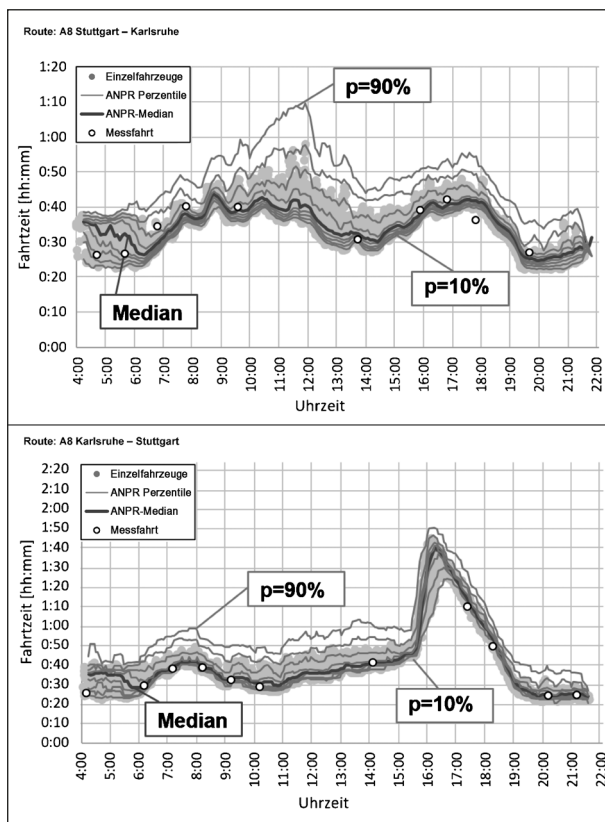 Route: A8 Stuttgart – Karlsruhe
1:20
1:10
1:00
0:50
0:40
0:30
0:20
0:10
0:00
Fahrtzeit [hh:mm]
Einzelfahrzeuge
ANPR Perzentile
ANPR-Median
Messfahrt
p=90%
p=10%
Median
4:00 5:00 6:00 7:00 8:00 9:00 10:00 11:00 12:00 13:00 14:00 15:00 16:00 17:00 18:00 19:00 20:00 21:00 22:00
Uhrzeit
Route: A8 Karlsruhe – Stuttgart
2:20
2:10
2:00
1:50
1:40
1:30
1:20
1:10
1:00
0:50
0:40
0:30
0:20
0:10
0:00
Fahrtzeit [hh:mm]
Einzelfahrzeuge
ANPR Perzentile
ANPR-Median
Messfahrt
p=90%
p=10%
Median
4:00 5:00 6:00 7:00 8:00 9:00 10:00 11:00 12:00 13:00 14:00 15:00 16:00 17:00 18:00 19:00 20:00 21:00 22:00
Uhrzeit